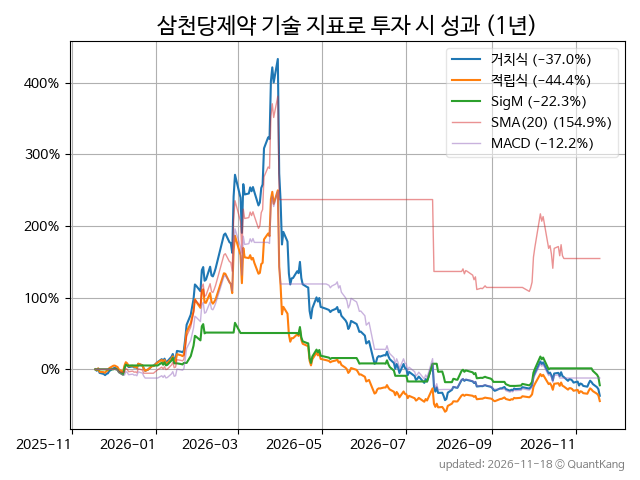 삼천당제약 기술 지표로 투자 시 성과 (1년)
거치식 (−37.0%)
적립식 (−44.4%)
SigM (−22.3%)
SMA(20) (154.9%)
MACD (−12.2%)
400%
300%
200%
100%
0%
2025−11
2026−01
2026−03
2026−05
2026−07
2026−09
2026−11
updated: 2026-11-18 © QuantKang